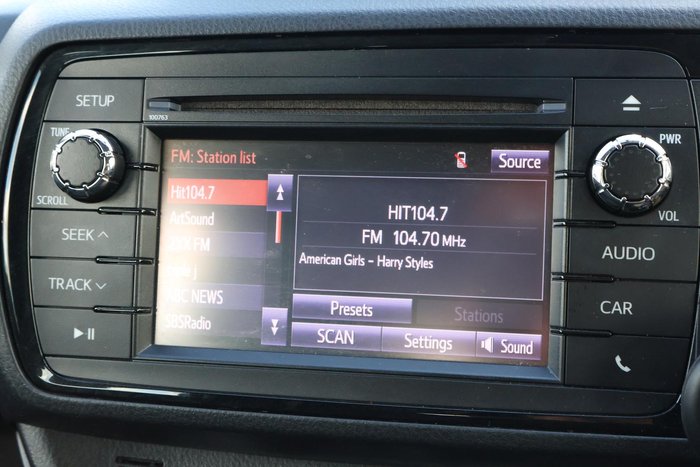 SETUP
100763
TUNE
SCROLL
SEEK
TRACK
FM: Station list
Source
Hit104.7
ArtSound
ABC NEWS
SBSRadio
HIT104.7
FM 104.70 MHz
American Girls - Harry Styles
Presets
Stations
SCAN
Settings
Sound
PWR
VOL
AUDIO
CAR